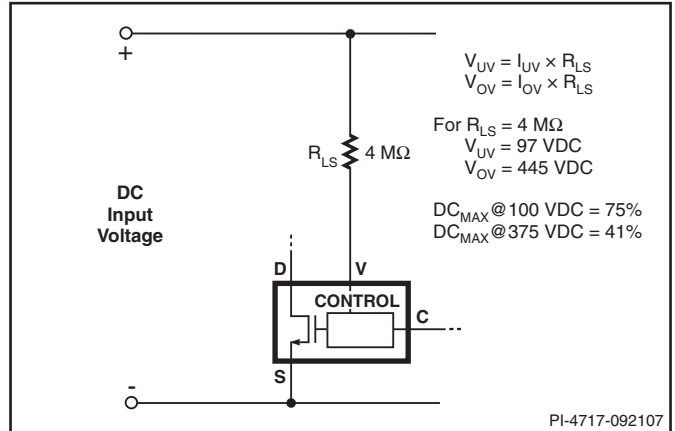 +
V_UV = I_UV × R_LS
V_OV = I_OV × R_LS
For R_LS = 4 MΩ
V_UV = 97 VDC
V_OV = 445 VDC
DC_MAX@100 VDC = 75%
DC_MAX@375 VDC = 41%
R_LS 4 MΩ
DC
Input
Voltage
D V
CONTROL
C
S
-
PI-4717-092107